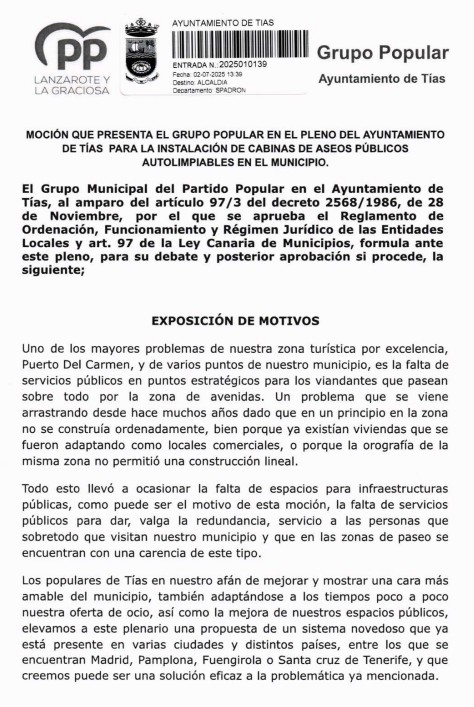 AYUNTAMIENTO DE TIAS
PP
LANZAROTE Y
LA GRACIOSA
ENTRADA N.:2025010139
Fecha: 02-07-2025 13:39
Destino: ALCALDIA
Departamento SPADRON
Grupo Popular
Ayuntamiento de Tías
MOCIÓN QUE PRESENTA EL GRUPO POPULAR EN EL PLENO DEL AYUNTAMIENTO
DE TÍAS PARA LA INSTALACIÓN DE CABINAS DE ASEOS PÚBLICOS
AUTOLIMPIABLES EN EL MUNICIPIO.
El Grupo Municipal del Partido Popular en el Ayuntamiento de
Tías, al amparo del artículo 97/3 del decreto 2568/1986, de 28
de Noviembre, por el que se aprueba el Reglamento de
Ordenación, Funcionamiento y Régimen Jurídico de las Entidades
Locales y art. 97 de la Ley Canaria de Municipios, formula ante
este pleno, para su debate y posterior aprobación si procede, la
siguiente;
EXPOSICIÓN DE MOTIVOS
Uno de los mayores problemas de nuestra zona turística por excelencia,
Puerto Del Carmen, y de varios puntos de nuestro municipio, es la falta de
servicios públicos en puntos estratégicos para los viandantes que pasean
sobre todo por la zona de avenidas. Un problema que se viene
arrastrando desde hace muchos años dado que en un principio en la zona
no se construía ordenadamente, bien porque ya existían viviendas que se
fueron adaptando como locales comerciales, o porque la orografía de la
misma zona no permitió una construcción lineal.
Todo esto llevó a ocasionar la falta de espacios para infraestructuras
públicas, como puede ser el motivo de esta moción, la falta de servicios
públicos para dar, valga la redundancia, servicio a las personas que
sobretodo que visitan nuestro municipio y que en las zonas de paseo se
encuentran con una carencia de este tipo.
Los populares de Tías en nuestro afán de mejorar y mostrar una cara más
amable del municipio, también adaptándose a los tiempos poco a poco
nuestra oferta de ocio, así como la mejora de nuestros espacios públicos,
elevamos a este plenario una propuesta de un sistema novedoso que ya
está presente en varias ciudades y distintos países, entre los que se
encuentran Madrid, Pamplona, Fuengirola o Santa cruz de Tenerife, y que
creemos puede ser una solución eficaz a la problemática ya mencionada.